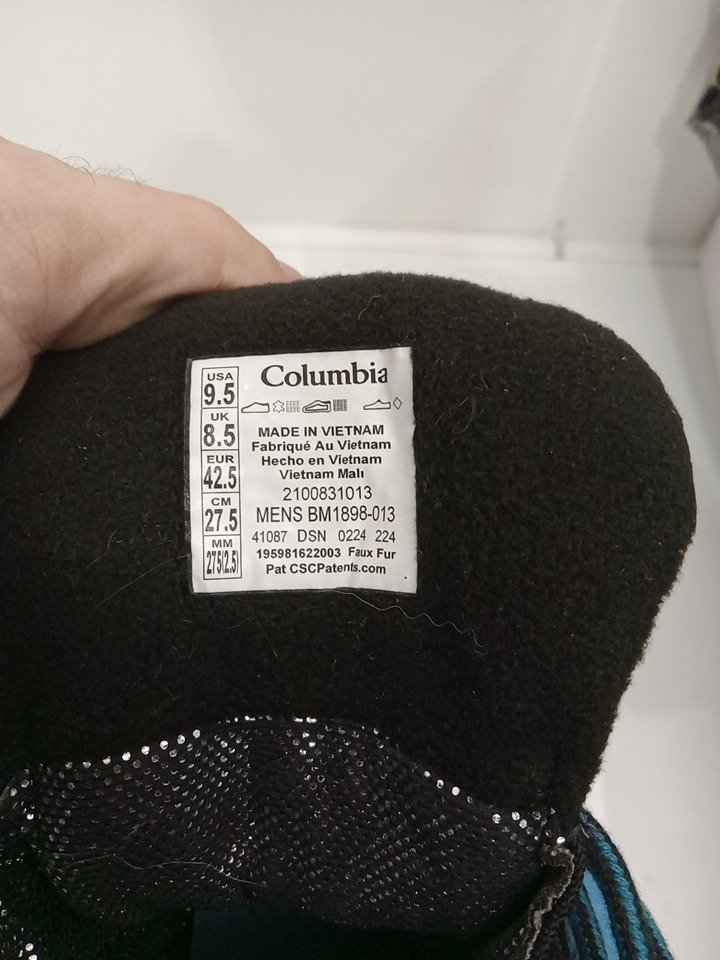 USA
9.5
UK
8.5
EUR
42.5
CM
27.5
MM
275(2.5)
Columbia
MADE IN VIETNAM
Fabriqué Au Vietnam
Hecho en Vietnam
Vietnam Malı
2100831013
MENS BM1898-013
41087 DSN 0224 224
195981622003 Faux Fur
Pat CSCPatents.com